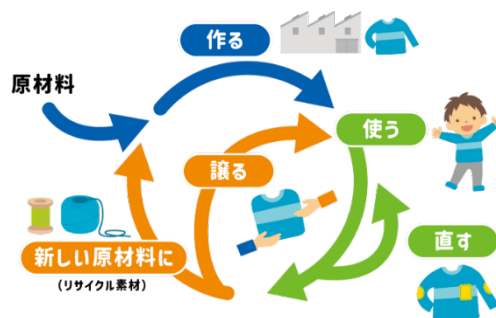 作る
原材料
使う
譲る
直す
新しい原材料に
(リサイクル素材)